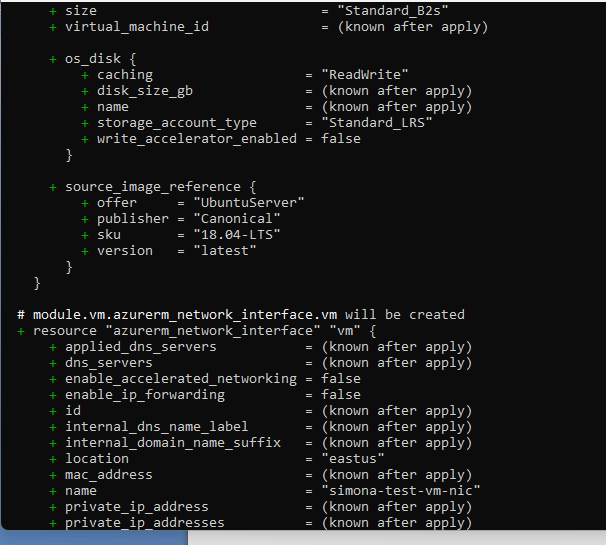 + size = "Standard_B2s"
+ virtual_machine_id = (known after apply)
+ os_disk {
+ caching = "ReadWrite"
+ disk_size_gb = (known after apply)
+ name = (known after apply)
+ storage_account_type = "Standard_LRS"
+ write_accelerator_enabled = false
}
+ source_image_reference {
+ offer = "UbuntuServer"
+ publisher = "Canonical"
+ sku = "18.04-LTS"
+ version = "latest"
}
}
# module.vm.azurerm_network_interface.vm will be created
+ resource "azurerm_network_interface" "vm" {
+ applied_dns_servers = (known after apply)
+ dns_servers = (known after apply)
+ enable_accelerated_networking = false
+ enable_ip_forwarding = false
+ id = (known after apply)
+ internal_dns_name_label = (known after apply)
+ internal_domain_name_suffix = (known after apply)
+ location = "eastus"
+ mac_address = (known after apply)
+ name = "simona-test-vm-nic"
+ private_ip_address = (known after apply)
+ private_ip_addresses = (known after apply)